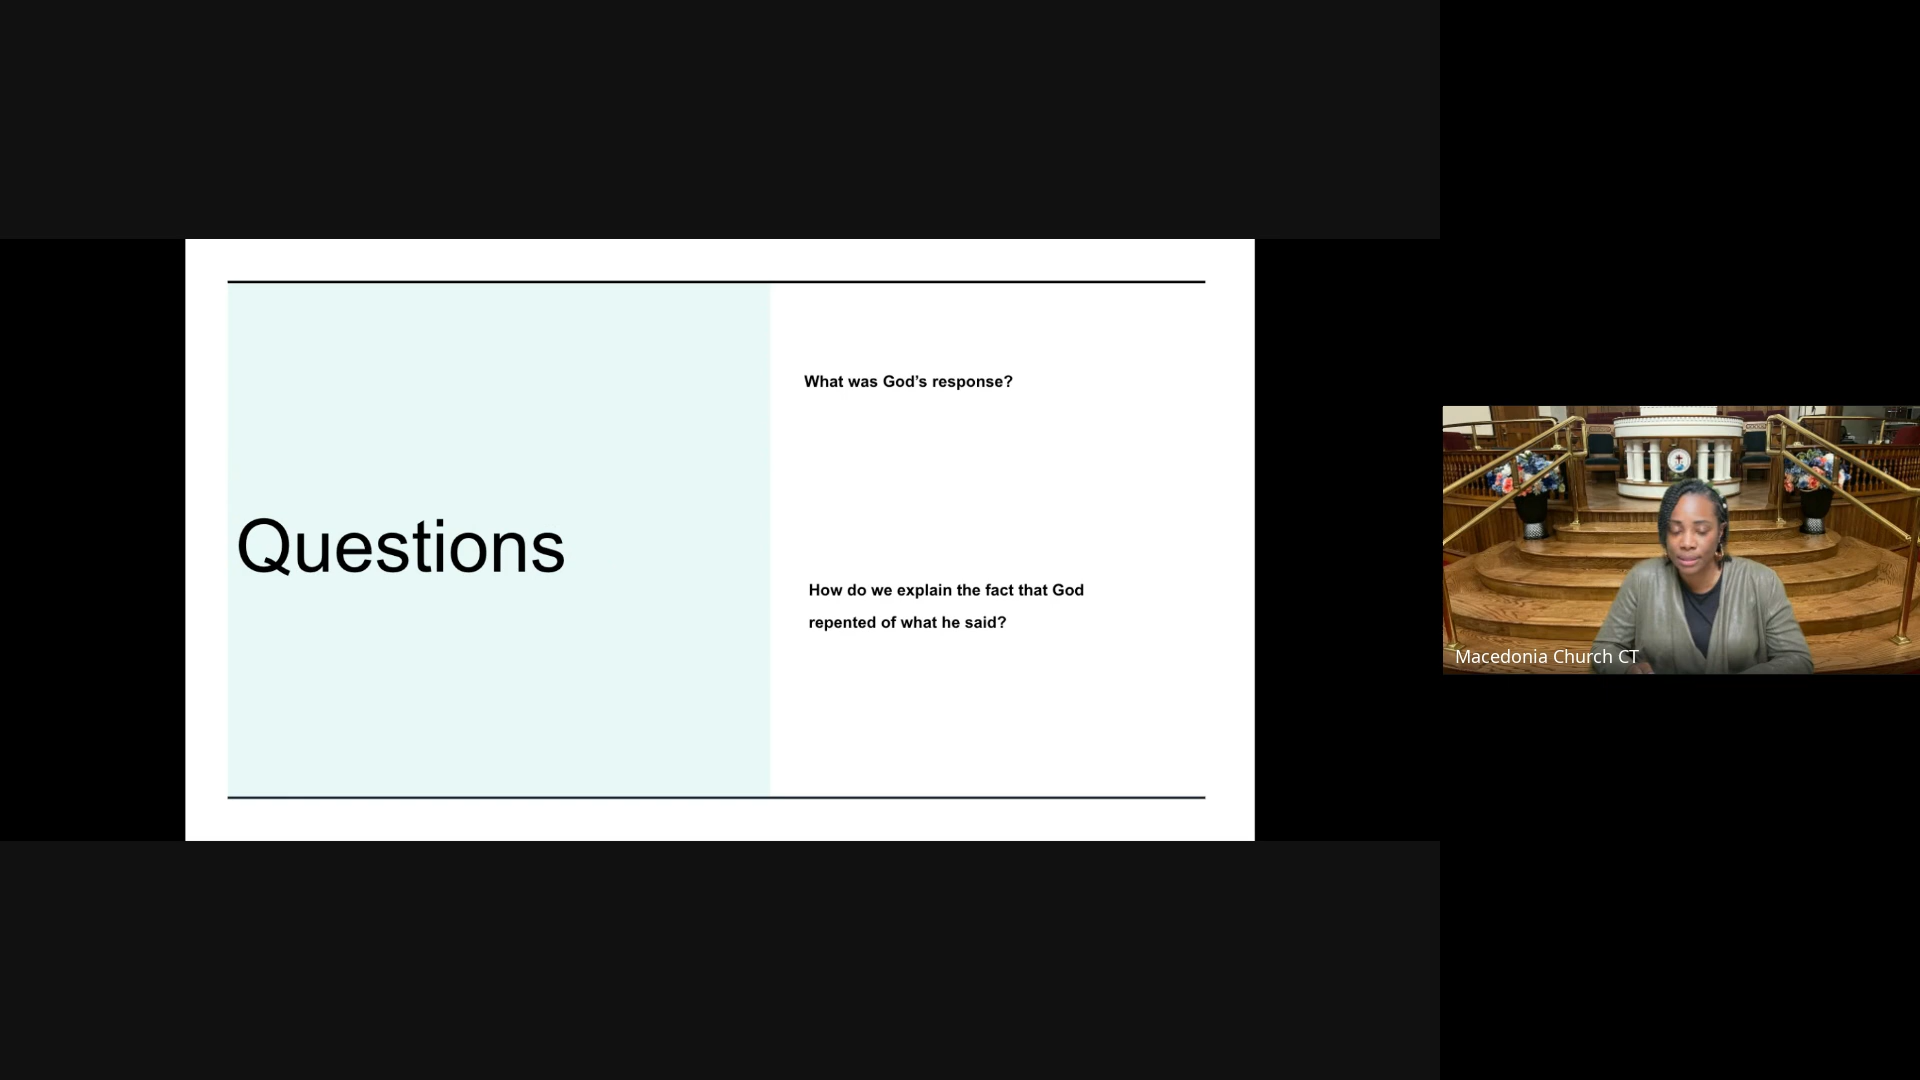 Questions
What was God’s response?
How do we explain the fact that God
repented of what he said?
Macedonia Church CT